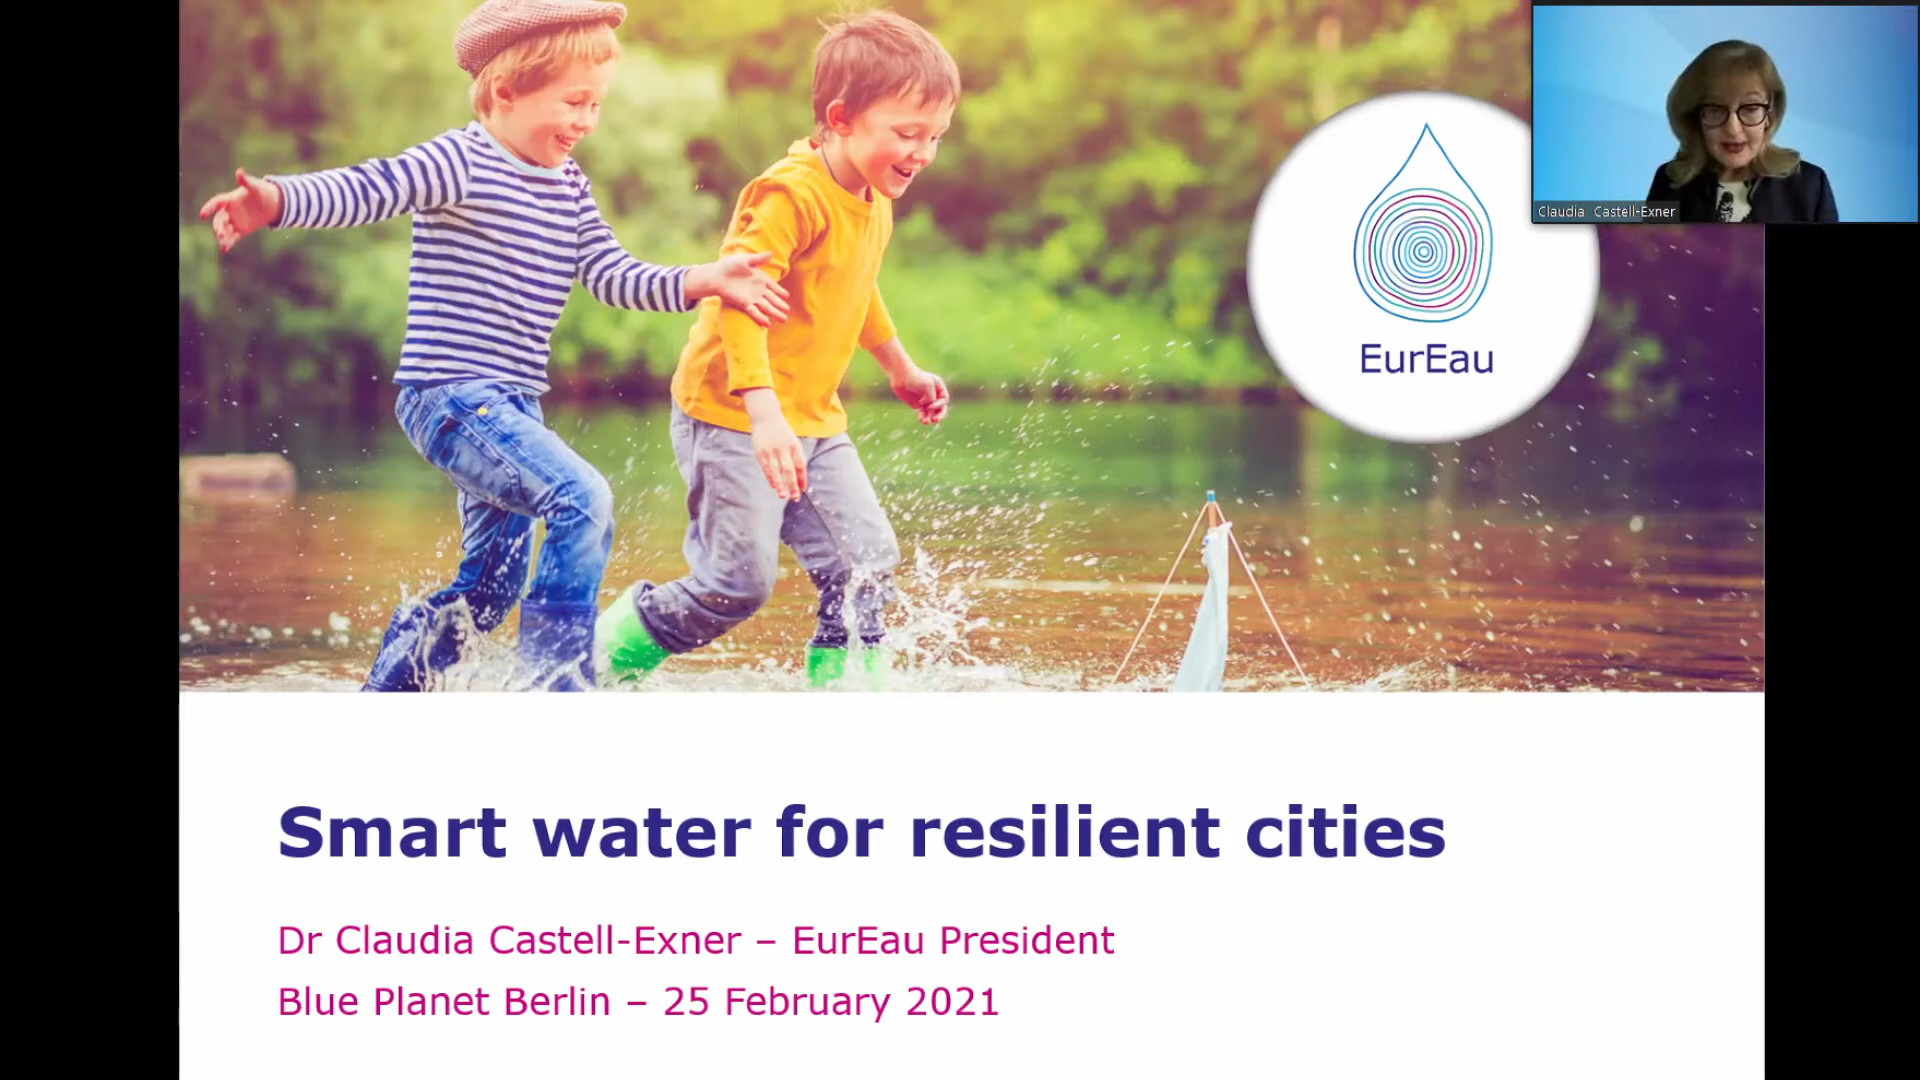 Claudia Castell-Exner
EurEau
Smart water for resilient cities
Dr Claudia Castell-Exner – EurEau President
Blue Planet Berlin – 25 February 2021